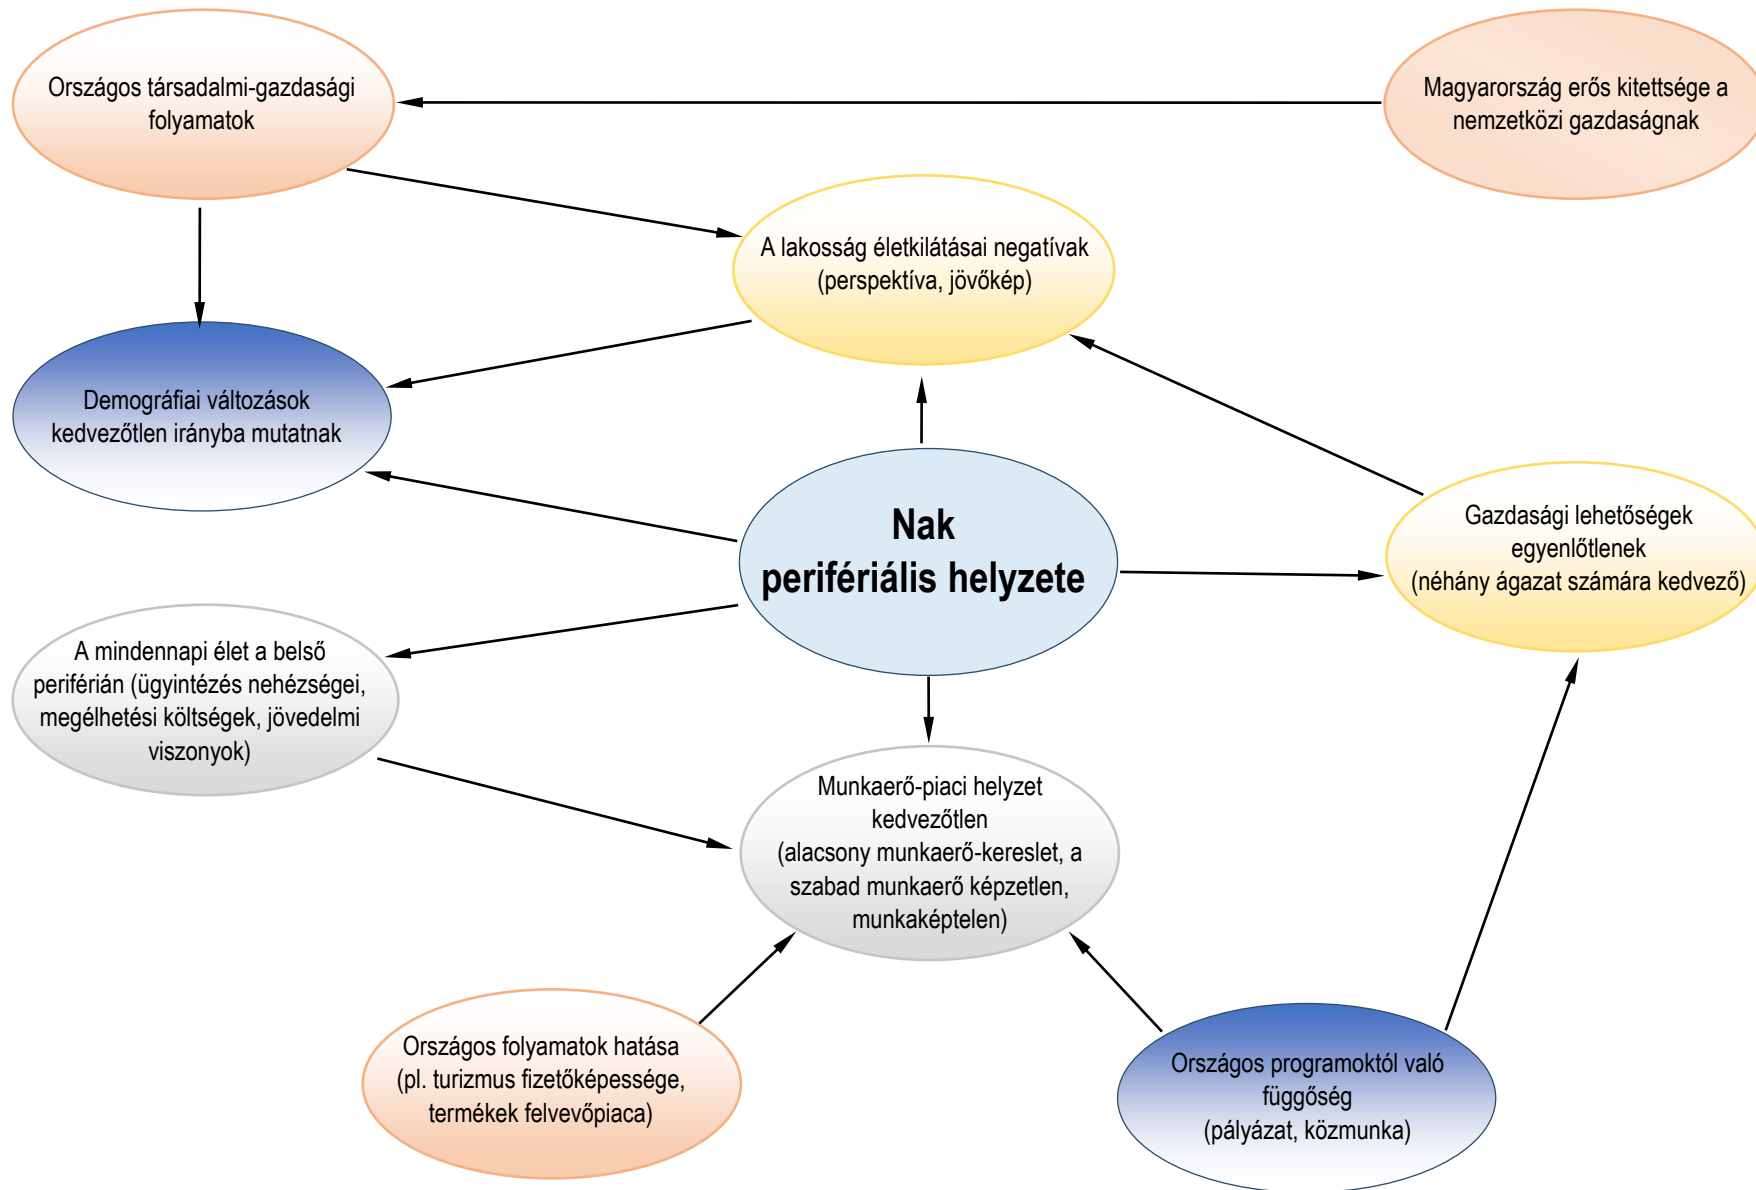 Országos társadalmi-gazdasági
folyamatok
Magyarország erős kitettsége a
nemzetközi gazdaságnak
A lakosság életkilátásai negatívak
(perspektíva, jövőkép)
Demográfiai változások
kedvezőtlen irányba mutatnak
Nak
perifériális helyzete
Gazdasági lehetőségek
egyenlőtlenek
(néhány ágazat számára kedvező)
A mindennapi élet a belső
periférián (ügyintézés nehézségei,
megélhetési költségek, jövedelmi
viszonyok)
Munkaerő-piaci helyzet
kedvezőtlen
(alacsony munkaerő-kereslet, a
szabad munkaerő képzetlen,
munkaképtelen)
Országos folyamatok hatása
(pl. turizmus fizetőképessége,
termékek felvevőpiaca)
Országos programoktól való
függőség
(pályázat, közmunka)